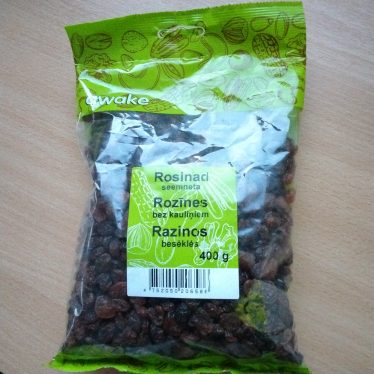 awake
Rosinad
seemneta
Rozīnes
bez kauliņiem
Razinos
besėklės
400 g